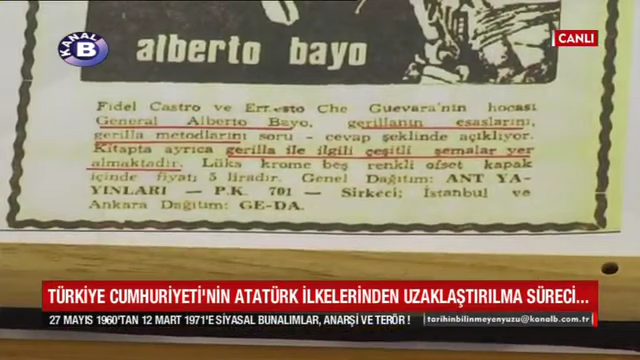 KANAL
B
CANLI
alberto bayo
Fidel Castro ve Ernesto Che Guevara'nın hocası
General Alberto Bayo, gerillanın esaslarını,
gerilla metodlarını soru - cevap şeklinde açıklıyor.
Kitapta ayrıca gerilla ile ilgili çeşitli şemalar yer
almaktadır. Lüks krome beş renkli ofset kapak
içinde fiyatı; 5 liradır. Genel Dağıtım: ANT YA-
YINLARI — P.K. 701 — Sirkeci; İstanbul ve
Ankara Dağıtım: GE-DA.
TÜRKİYE CUMHURİYETİ'NİN ATATÜRK İLKELERİNDEN UZAKLAŞTIRILMA SÜRECİ...
27 MAYIS 1960'TAN 12 MART 1971'E SİYASAL BUNALIMLAR, ANARŞİ VE TERÖR !
tarihinbilinmeyenyuzu@kanalb.com.tr